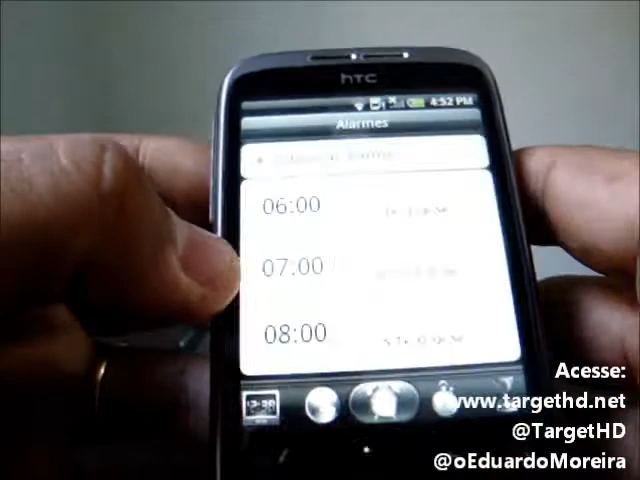 hTC
4:52 PM
Alarmes
06:00
07:00
08:00
Acesse:
www.targethd.net
@TargetHD
@oEduardoMoreira